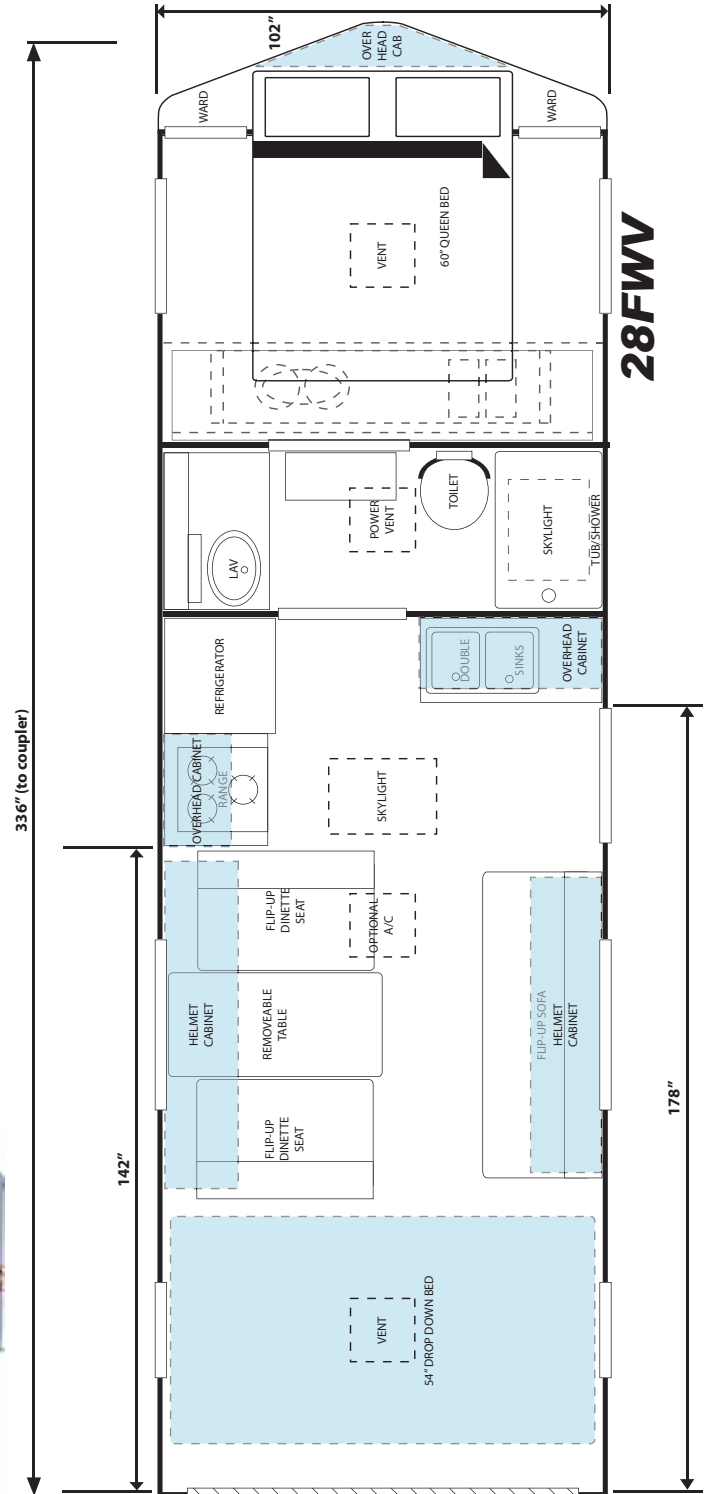 336″ (to coupler)
102″
OVER
HEAD
CAB
WARD
WARD
VENT
60″ QUEEN BED
28FWV
LAV
POWER
VENT
TOILET
SKYLIGHT
TUB/SHOWER
REFRIGERATOR
DOUBLE
SINKS
OVERHEAD
CABINET
OVERHEAD CABINET
RANGE
SKYLIGHT
FLIP-UP
DINETTE
SEAT
OPTIONAL
A/C
HELMET
CABINET
REMOVEABLE
TABLE
FLIP-UP SOFA
HELMET
CABINET
FLIP-UP
DINETTE
SEAT
142″
178″
VENT
54″ DROP DOWN BED